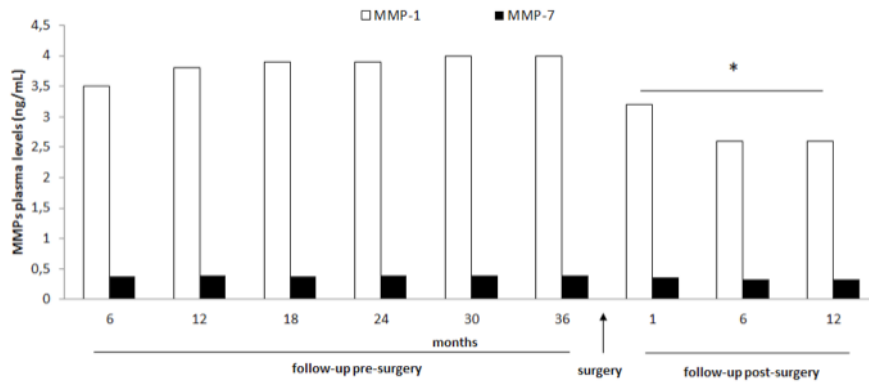 MMP-1 MMP-7
MMPs plasma levels (ng/mL)
4,5
4
3,5
3
2,5
2
1,5
1
0,5
0
*
6 12 18 24 30 36 1 6 12
months
follow-up pre-surgery surgery follow-up post-surgery